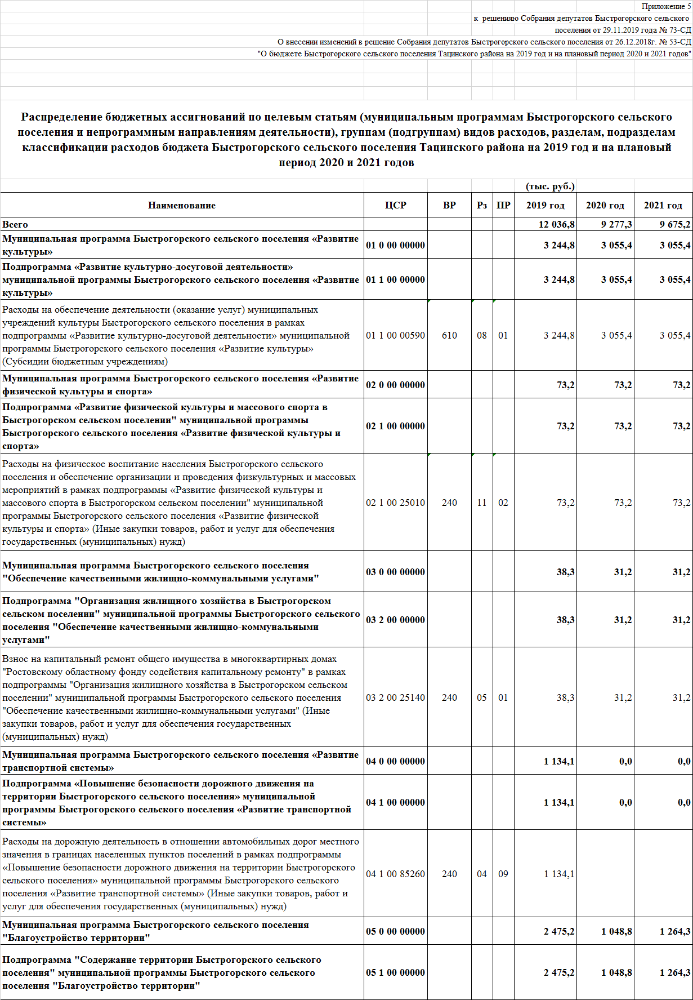 Приложение 5
к  решенияю Собрания депутатов Быстрогорского сельского
поселения от 29.11.2019 года № 73-СД
О внесении изменений в решение Собрания депутатов Быстрогорского сельского поселения от 26.12.2018г. № 53-СД
"О бюджете Быстрогорского сельского поселения Тацинского района на 2019 год и на плановый период 2020 и 2021 годов"
Распределение бюджетных ассигнований по целевым статьям (муниципальным программам Быстрогорского сельского
поселения и непрограммным направлениям деятельности), группам (подгруппам) видов расходов, разделам, подразделам
классификации расходов бюджета Быстрогорского сельского поселения Тацинского района на 2019 год и на плановый
период 2020 и 2021 годов
(тыс. руб.)
Наименование ЦСР ВР Рз ПР 2019 год 2020 год 2021 год
Всего 12 036,8 9 277,3 9 675,2
Муниципальная программа Быстрогорского сельского поселения «Развитие
культуры» 01 0 00 00000 3 244,8 3 055,4 3 055,4
Подпрограмма «Развитие культурно-досуговой деятельности»
муниципальной программы Быстрогорского сельского поселения «Развитие
культуры» 01 1 00 00000 3 244,8 3 055,4 3 055,4
Расходы на обеспечение деятельности (оказание услуг) муниципальных
учреждений культуры Быстрогорского сельского поселения в рамках
подпрограммы «Развитие культурно-досуговой деятельности» муниципальной
программы Быстрогорского сельского поселения «Развитие культуры»
(Субсидии бюджетным учреждениям) 01 1 00 00590 610 08 01 3 244,8 3 055,4 3 055,4
Муниципальная программа Быстрогорского сельского поселения «Развитие
физической культуры и спорта» 02 0 00 00000 73,2 73,2 73,2
Подпрограмма «Развитие физической культуры и массового спорта в
Быстрогорском сельском поселении" муниципальной программы
Быстрогорского сельского поселения «Развитие физической культуры и
спорта» 02 1 00 00000 73,2 73,2 73,2
Расходы на физическое воспитание населения Быстрогорского сельского
поселения и обеспечение организации и проведения физкультурных и массовых
мероприятий в рамках подпрограммы «Развитие физической культуры и
массового спорта в Быстрогорском сельском поселении" муниципальной
программы Быстрогорского сельского поселения «Развитие физической
культуры и спорта» (Иные закупки товаров, работ и услуг для обеспечения
государственных (муниципальных) нужд) 02 1 00 25010 240 11 02 73,2 73,2 73,2
Муниципальная программа Быстрогорского сельского поселения
"Обеспечение качественными жилищно-коммунальными услугами" 03 0 00 00000 38,3 31,2 31,2
Подпрограмма "Организация жилищного хозяйства в Быстрогорском
сельском поселении" муниципальной программы Быстрогорского сельского
поселения "Обеспечение качественными жилищно-коммунальными
услугами" 03 2 00 00000 38,3 31,2 31,2
Взнос на капитальный ремонт общего имущества в многоквартирных домах
"Ростовскому областному фонду содействия капитальному ремонту" в рамках
подпрограммы "Организация жилищного хозяйства в Быстрогорском сельском
поселении" муниципальной программы Быстрогорского сельского поселения
"Обеспечение качественными жилищно-коммунальными услугами" (Иные
закупки товаров, работ и услуг для обеспечения государственных
(муниципальных) нужд) 03 2 00 25140 240 05 01 38,3 31,2 31,2
Муниципальная программа Быстрогорского сельского поселения «Развитие
транспортной системы» 04 0 00 00000 1 134,1 0,0 0,0
Подпрограмма «Повышение безопасности дорожного движения на
территории Быстрогорского сельского поселения» муниципальной
программы Быстрогорского сельского поселения «Развитие транспортной
системы» 04 1 00 00000 1 134,1 0,0 0,0
Расходы на дорожную деятельность в отношении автомобильных дорог местного
значения в границах населенных пунктов поселений в рамках подпрограммы
«Повышение безопасности дорожного движения на территории Быстрогорского
сельского поселения» муниципальной программы Быстрогорского сельского
поселения «Развитие транспортной системы» (Иные закупки товаров, работ и
услуг для обеспечения государственных (муниципальных) нужд) 04 1 00 85260 240 04 09 1 134,1
Муниципальная программа Быстрогорского сельского поселения
"Благоустройство территории" 05 0 00 00000 2 475,2 1 048,8 1 264,3
Подпрограмма "Содержание территории Быстрогорского сельского
поселения" муниципальной программы Быстрогорского сельского
поселения "Благоустройство территории" 05 1 00 00000 2 475,2 1 048,8 1 264,3